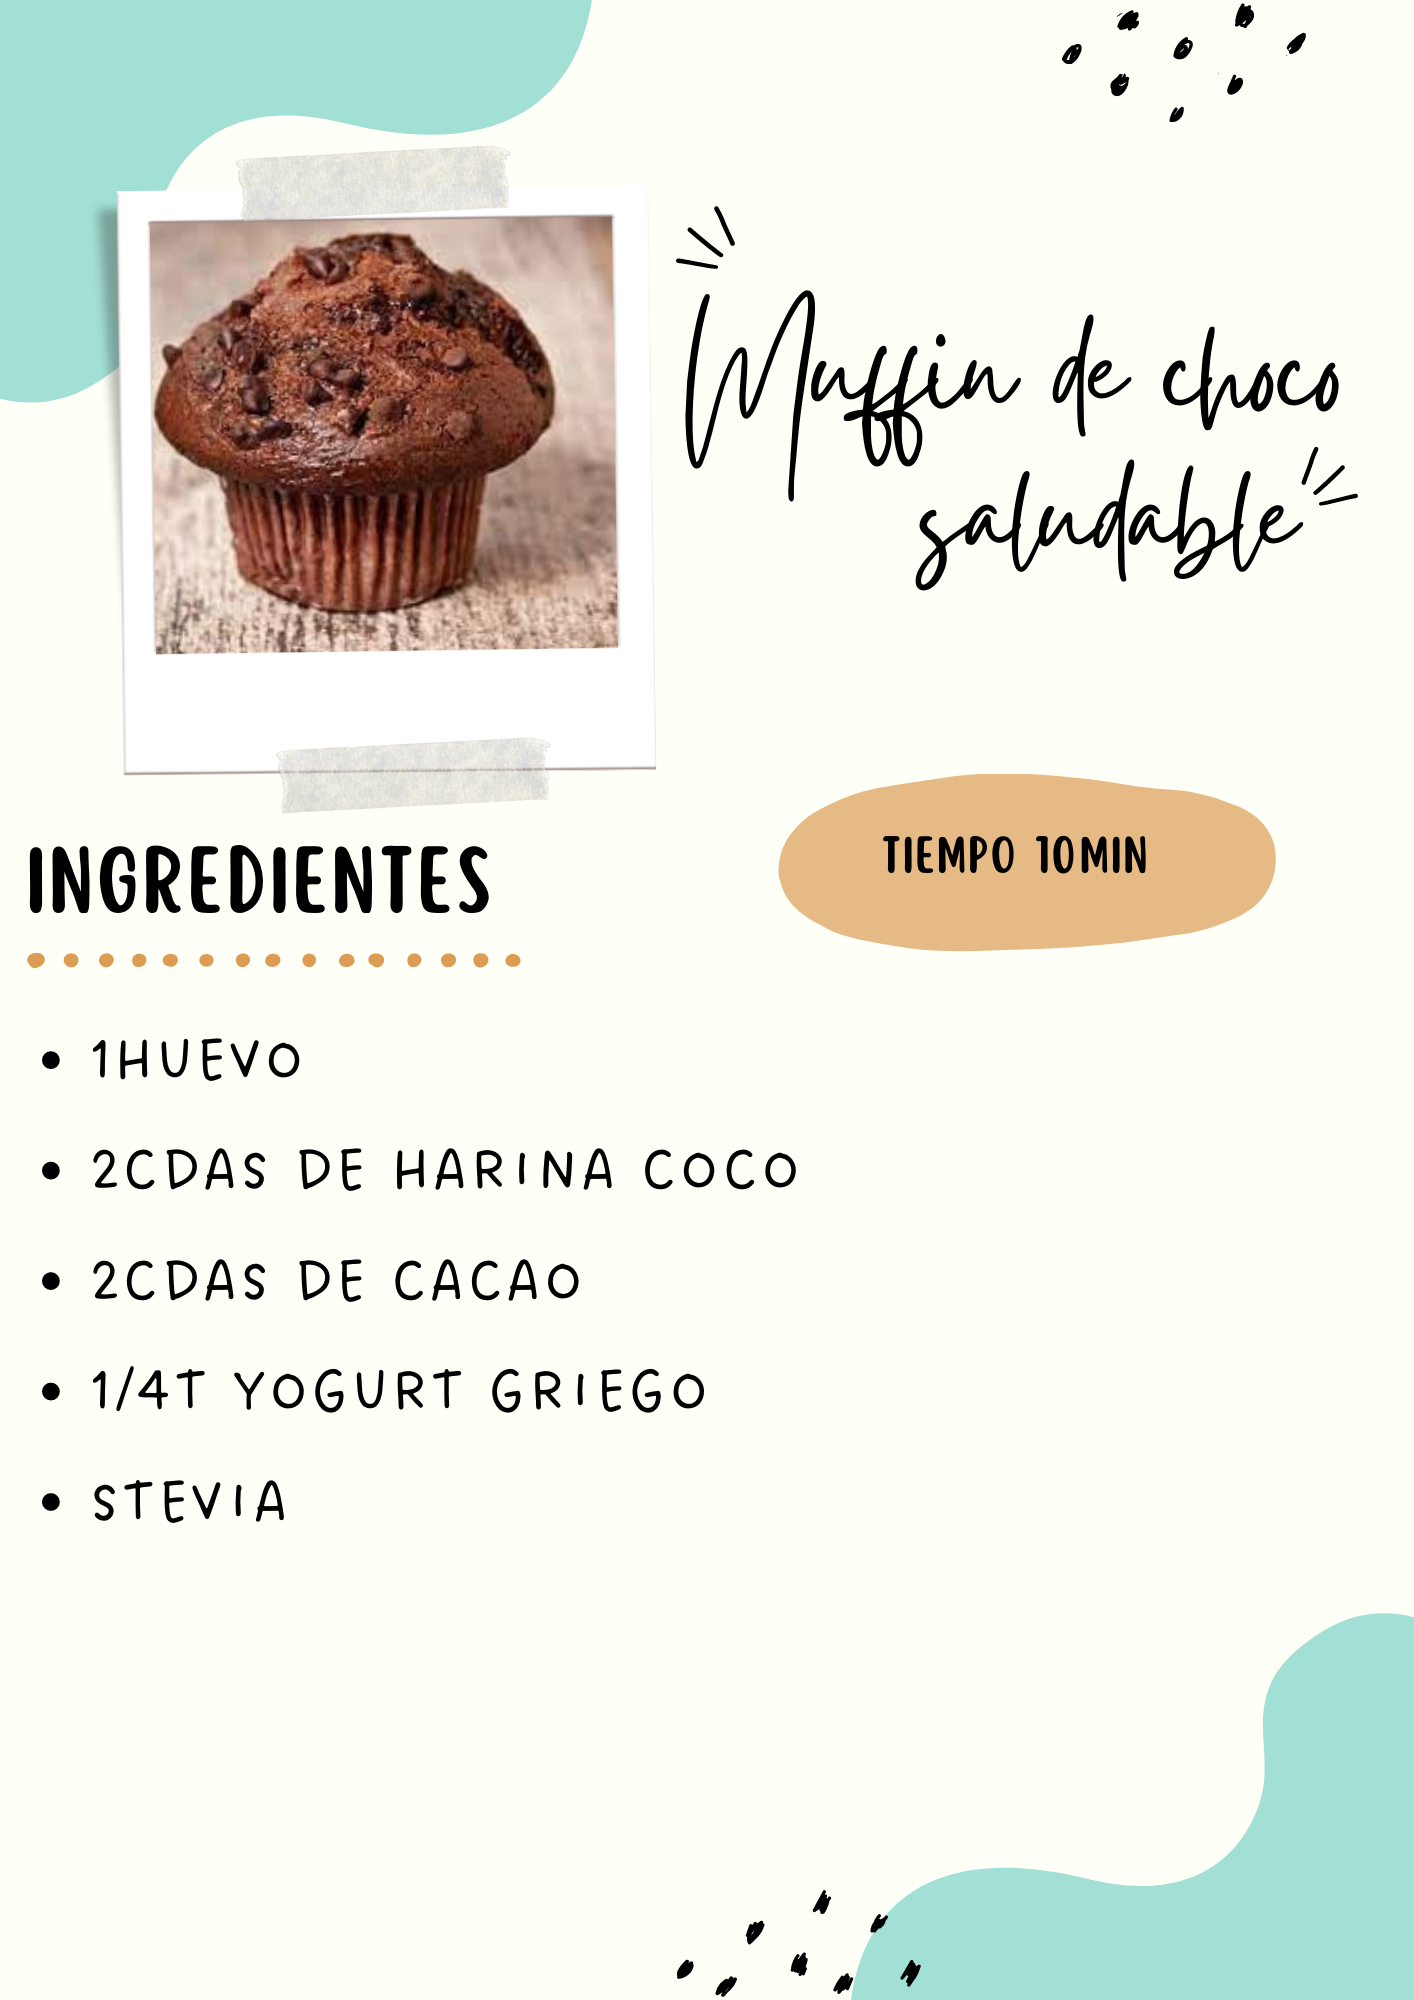 Muffin de choco
saludable
TIEMPO 10MIN
INGREDIENTES
• 1HUEVO
• 2CDAS DE HARINA COCO
• 2CDAS DE CACAO
• 1/4T YOGURT GRIEGO
• STEVIA